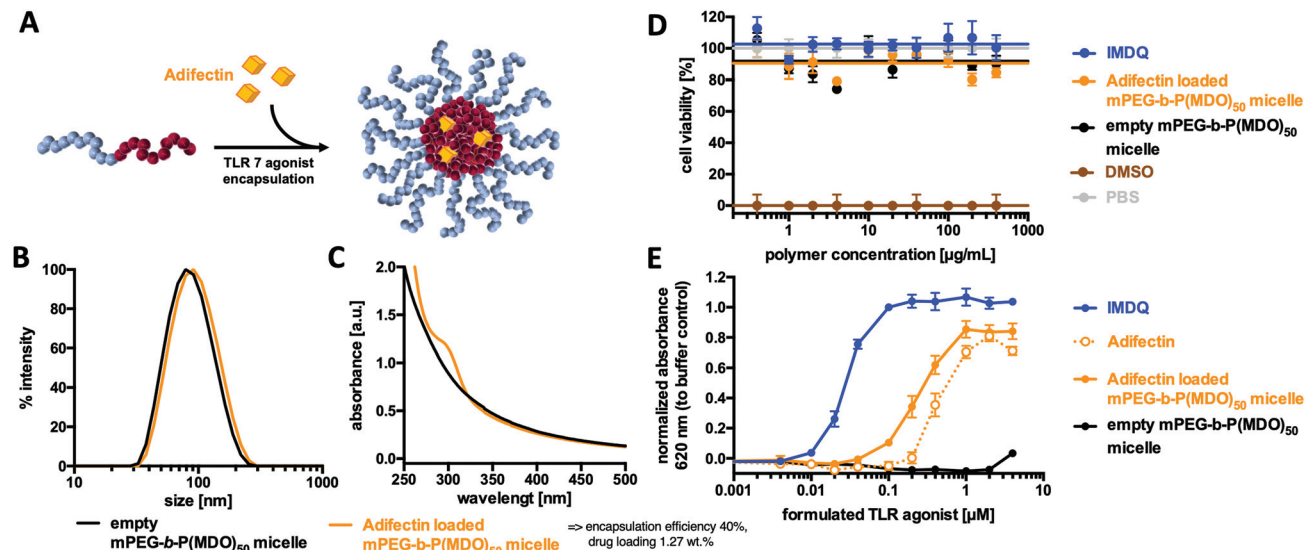 A
Adifectin
TLR 7 agonist
encapsulation
B
% intensity
100
80
60
40
20
0
10
100
1000
size [nm]
C
absorbance [a.u.]
2.0
1.5
1.0
0.5
0.0
250
300
350
400
450
500
wavelengt [nm]
empty
mPEG-b-P(MDO)50 micelle
Adifectin loaded
mPEG-b-P(MDO)50 micelle
=> encapsulation efficiency 40%,
drug loading 1.27 wt.%
D
cell viability [%]
120
100
80
60
40
20
0
1
10
100
1000
polymer concentration [µg/mL]
IMDQ
Adifectin loaded
mPEG-b-P(MDO)50 micelle
empty mPEG-b-P(MDO)50
micelle
DMSO
PBS
E
normalized absorbance
620 nm (to buffer control)
1.2
1.0
0.8
0.6
0.4
0.2
0.0
0.001
0.01
0.1
1
10
formulated TLR agonist [µM]
IMDQ
Adifectin
Adifectin loaded
mPEG-b-P(MDO)50 micelle
empty mPEG-b-P(MDO)50
micelle